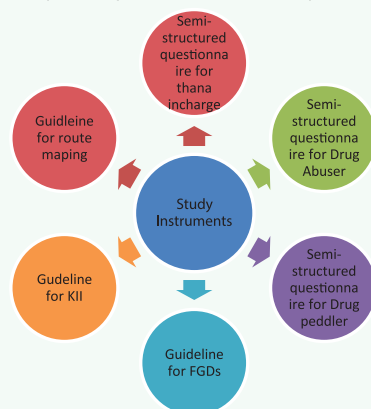 Semi-
structured
questionna
ire for
thana
incharge
Semi-
structured
questionna
ire for Drug
Abuser
Semi-
structured
questionna
ire for Drug
peddler
Guideline
for FGDs
Gudeline
for KII
Guidleine
for route
maping
Study
Instruments